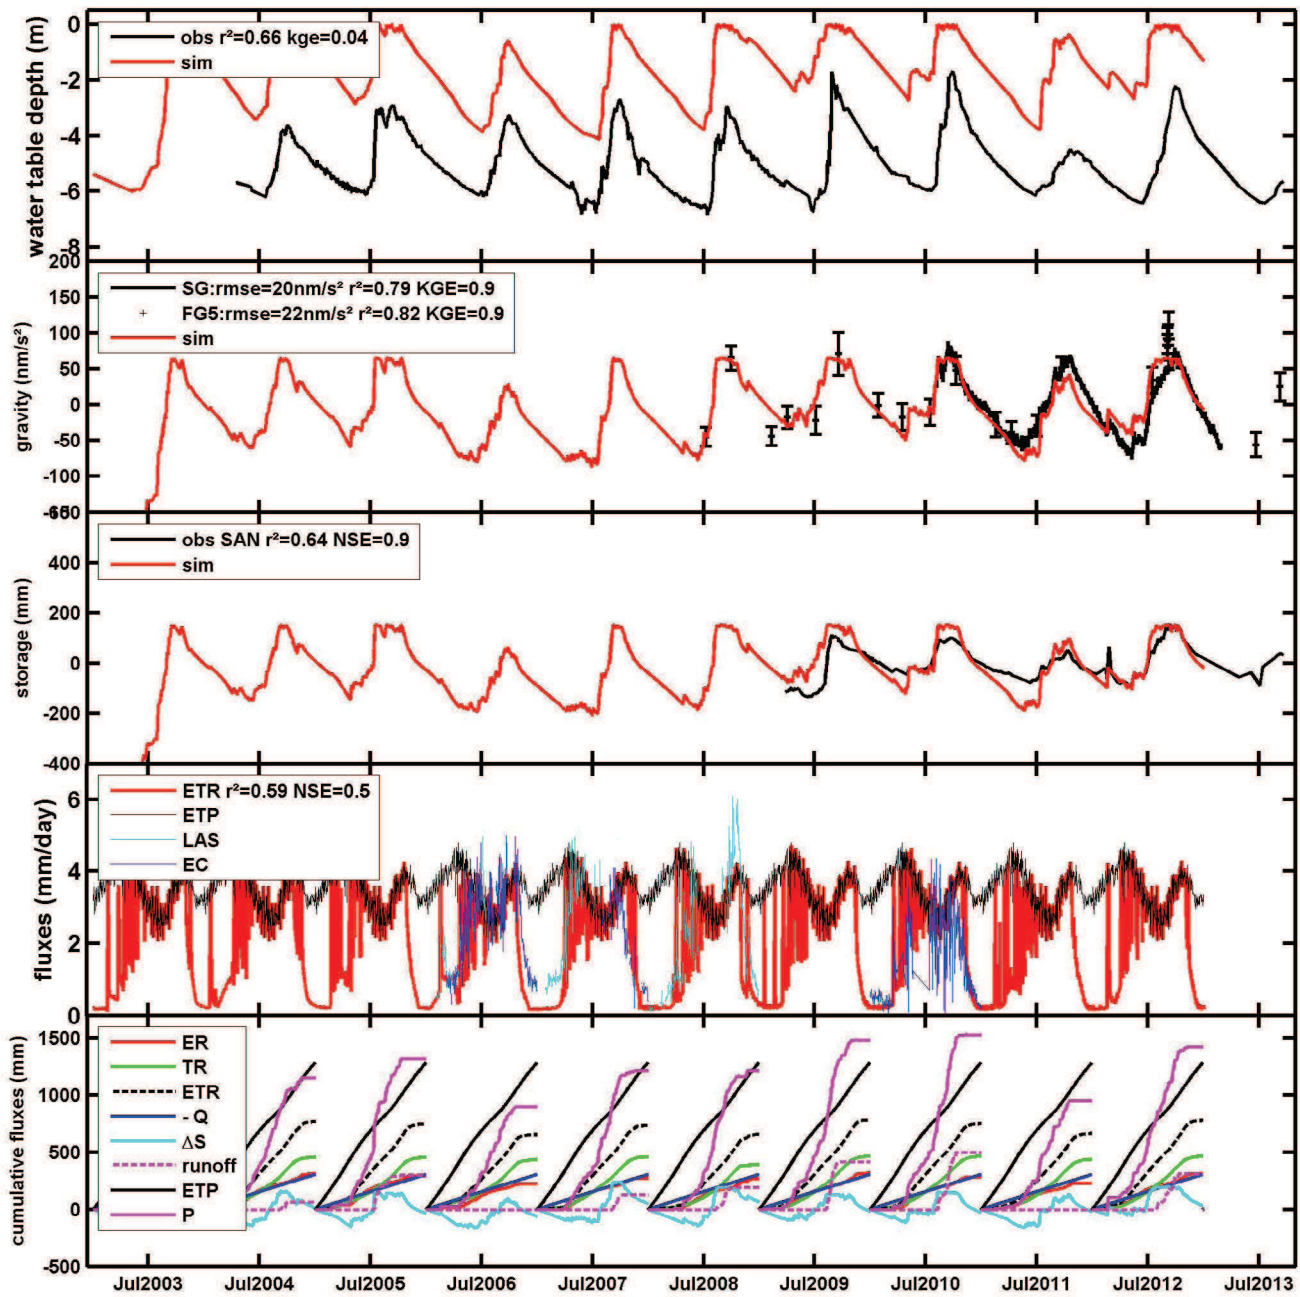 water table depth (m)
0
-2
-4
-6
-8
obs r²=0.66 kge=0.04
sim
gravity (nm/s²)
200
150
100
50
0
-50
-100
SG:rmse=20nm/s² r²=0.79 KGE=0.9
FG5:rmse=22nm/s² r²=0.82 KGE=0.9
sim
storage (mm)
400
200
0
-200
-400
obs SAN r²=0.64 NSE=0.9
sim
fluxes (mm/day)
6
4
2
0
ETR r²=0.59 NSE=0.5
ETP
LAS
EC
cumulative fluxes (mm)
1500
1000
500
0
-500
ER
TR
ETR
- Q
ΔS
runoff
ETP
P
Jul2003 Jul2004 Jul2005 Jul2006 Jul2007 Jul2008 Jul2009 Jul2010 Jul2011 Jul2012 Jul2013